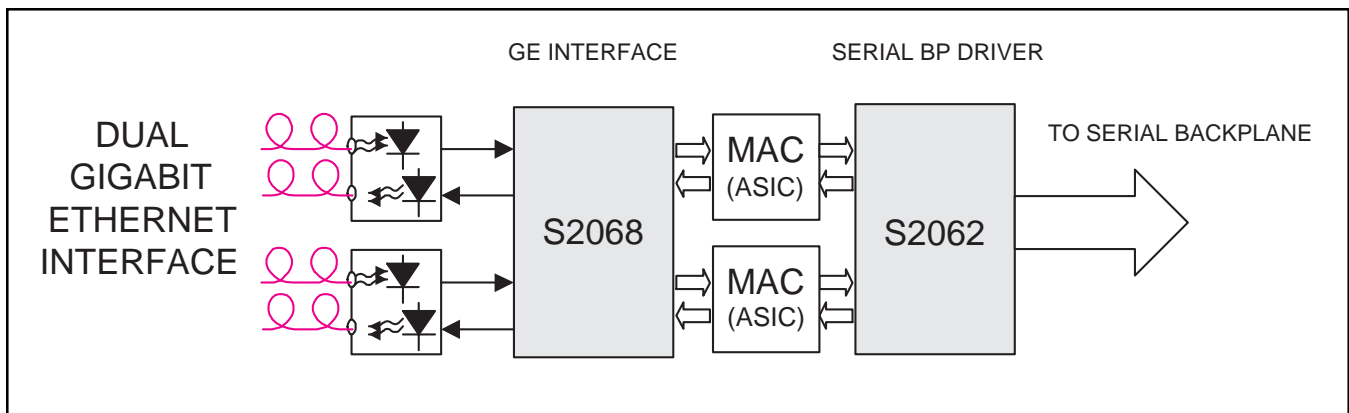 GE INTERFACE
SERIAL BP DRIVER
DUAL
GIGABIT
ETHERNET
INTERFACE
S2068
MAC
(ASIC)
MAC
(ASIC)
S2062
TO SERIAL BACKPLANE